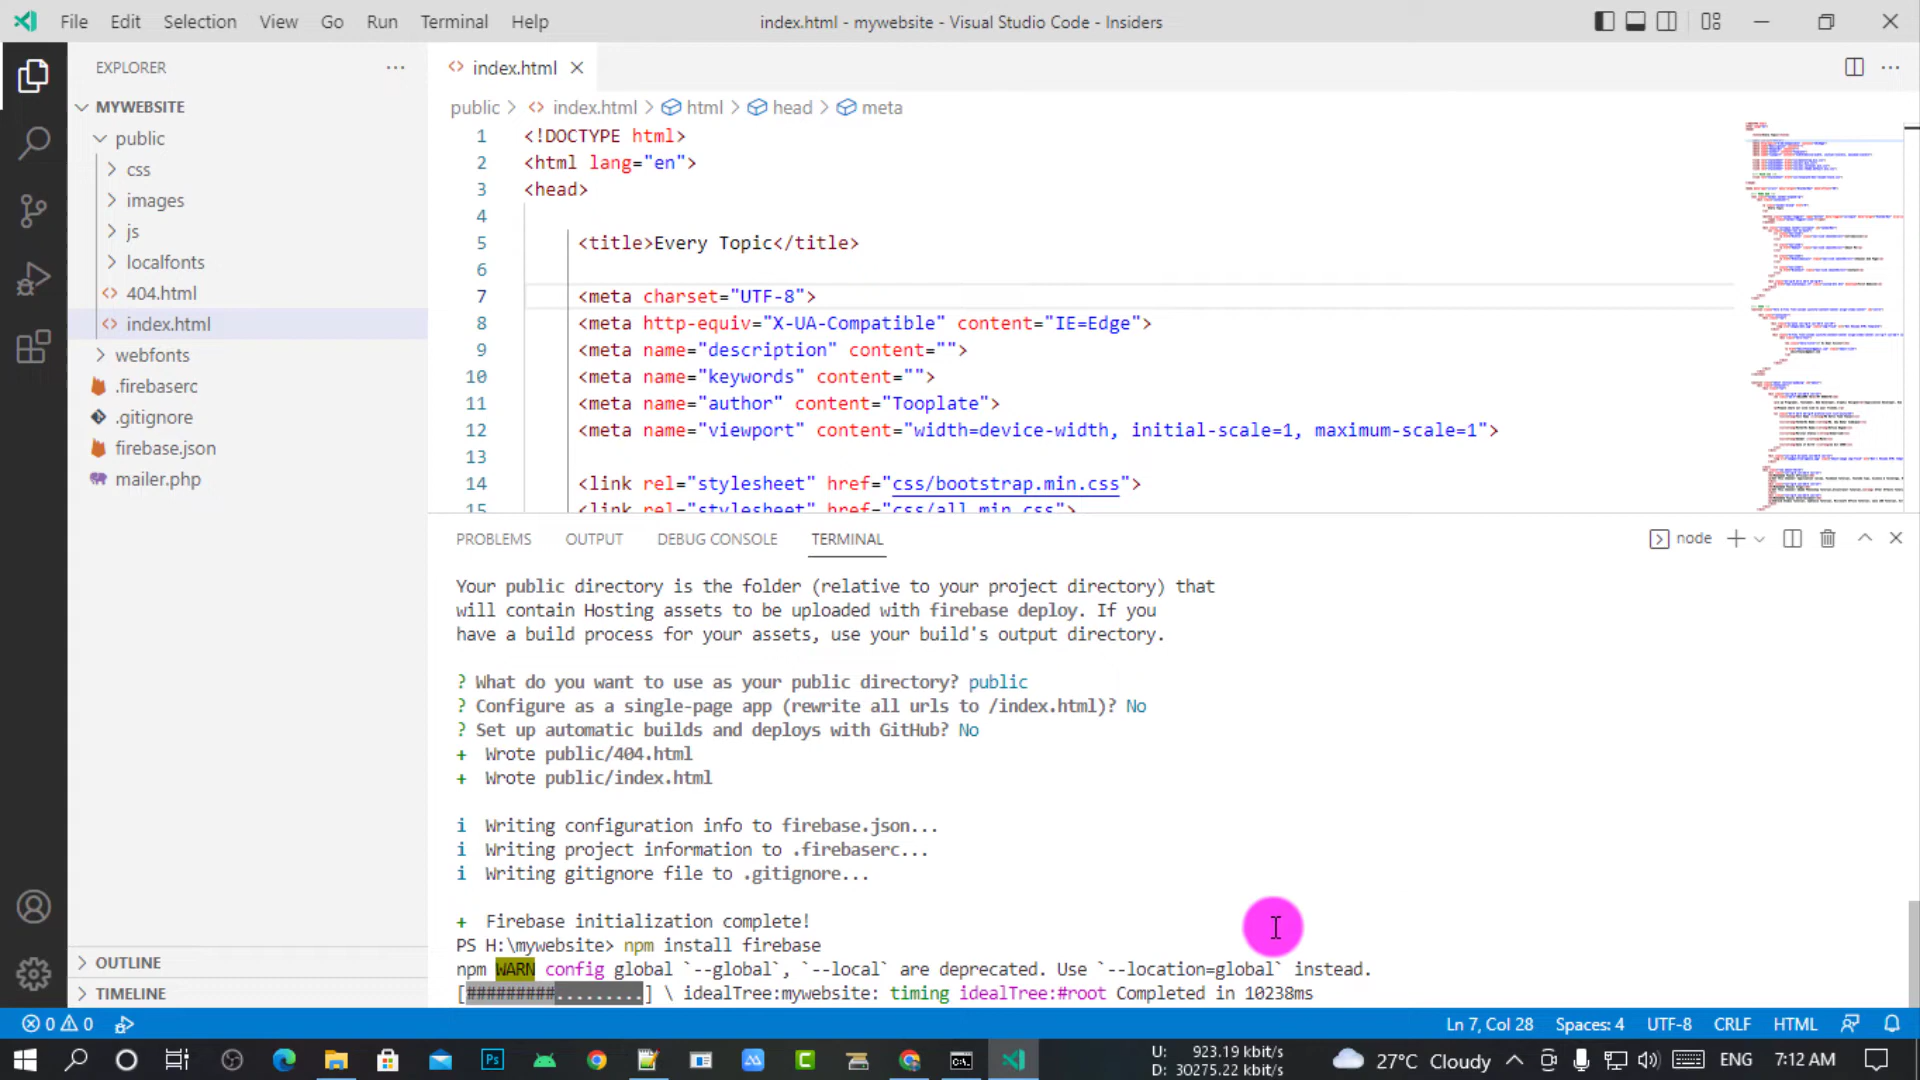 File Edit Selection View Go Run Terminal Help
index.html - mywebsite - Visual Studio Code - Insiders
EXPLORER
MYWEBSITE
public
css
images
js
localfonts
404.html
index.html
webfonts
.firebaserc
.gitignore
firebase.json
mailer.php
OUTLINE
TIMELINE
index.html
public > index.html > html > head > meta
1 <!DOCTYPE html>
2 <html lang="en">
3 <head>
4
5 <title>Every Topic</title>
6
7 <meta charset="UTF-8">
8 <meta http-equiv="X-UA-Compatible" content="IE=Edge">
9 <meta name="description" content="">
10 <meta name="keywords" content="">
11 <meta name="author" content="Tooplate">
12 <meta name="viewport" content="width=device-width, initial-scale=1, maximum-scale=1">
13
14 <link rel="stylesheet" href="css/bootstrap.min.css">
15 <link rel="stylesheet" href="css/all.min.css">
PROBLEMS OUTPUT DEBUG CONSOLE TERMINAL
node
Your public directory is the folder (relative to your project directory) that
will contain Hosting assets to be uploaded with firebase deploy. If you
have a build process for your assets, use your build's output directory.
? What do you want to use as your public directory? public
? Configure as a single-page app (rewrite all urls to /index.html)? No
? Set up automatic builds and deploys with GitHub? No
+ Wrote public/404.html
+ Wrote public/index.html
i Writing configuration info to firebase.json...
i Writing project information to .firebaserc...
i Writing gitignore file to .gitignore...
+ Firebase initialization complete!
PS H:\mywebsite> npm install firebase
npm WARN config global `--global`, `--local` are deprecated. Use `--location=global` instead.
[#########.........] \ idealTree:mywebsite: timing idealTree:#root Completed in 10238ms
0 0
Ln 7, Col 28 Spaces: 4 UTF-8 CRLF HTML
U: 923.19 kbit/s
D: 30275.22 kbit/s
27°C Cloudy
ENG
7:12 AM